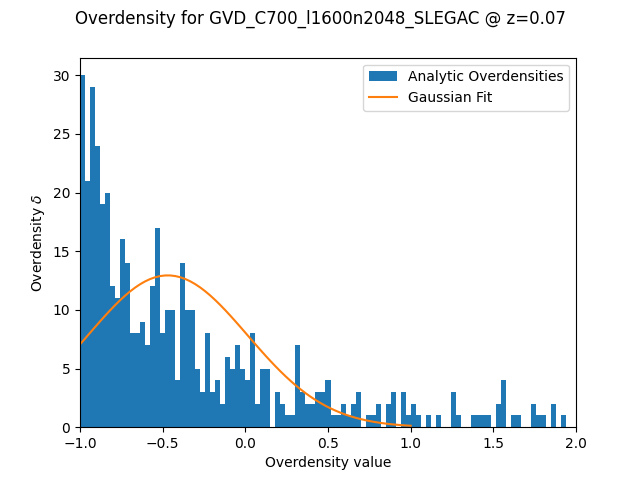 Overdensity for GVD_C700_l1600n2048_SLEGAC @ z=0.07
Analytic Overdensities
Gaussian Fit
Overdensity δ
30
25
20
15
10
5
0
−1.0 −0.5 0.0 0.5 1.0 1.5 2.0
Overdensity value